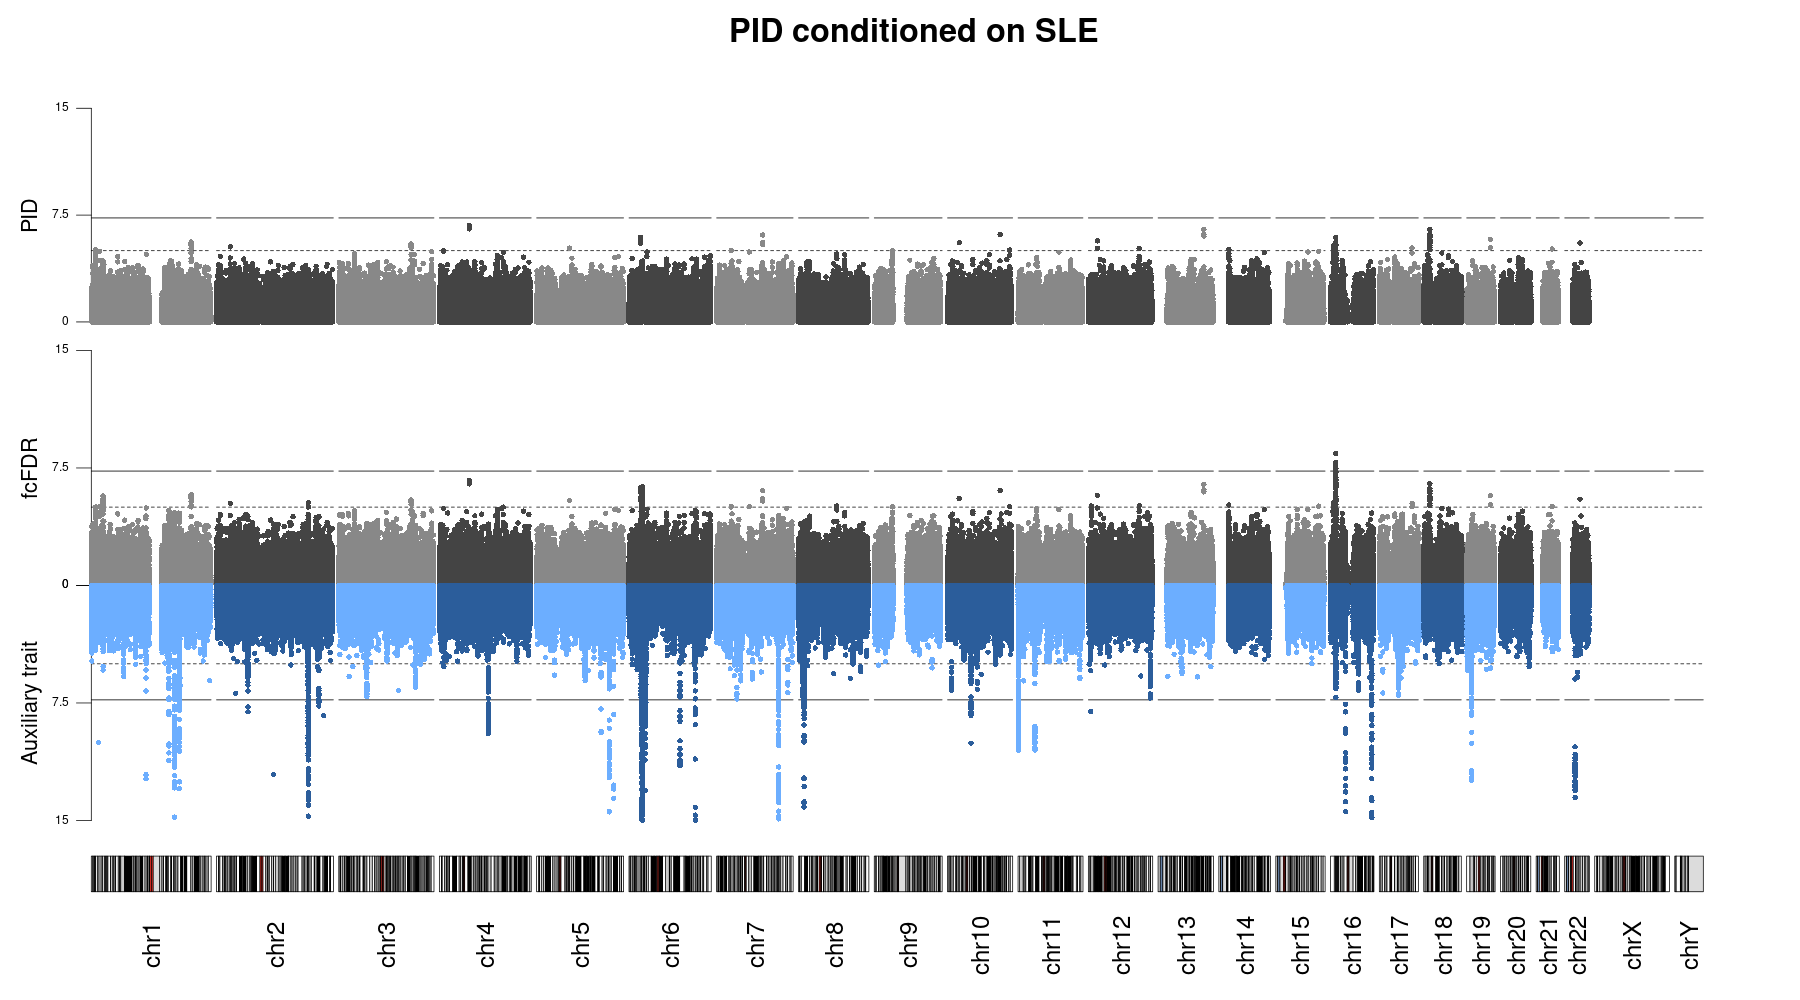 PID conditioned on SLE
15
PID
7.5
0
15
fcFDR
7.5
0
Auxiliary trait
7.5
15
chr1 chr2 chr3 chr4 chr5 chr6 chr7 chr8 chr9 chr10 chr11 chr12 chr13 chr14 chr15 chr16 chr17 chr18 chr19 chr20 chr21 chr22 chrX chrY